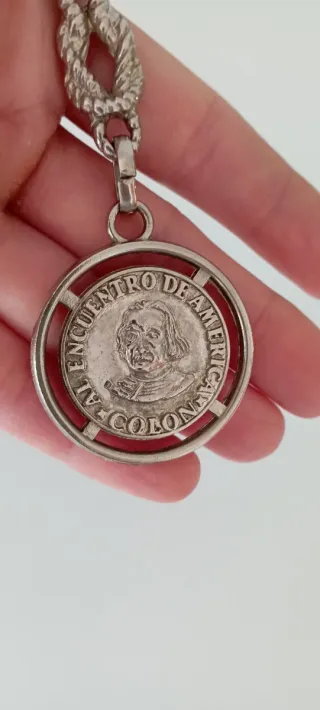 ★ AL ENCUENTRO DE AMERICA ★
COLON